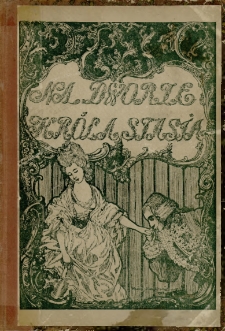 NA DWORZE
KRÓLA STASIA